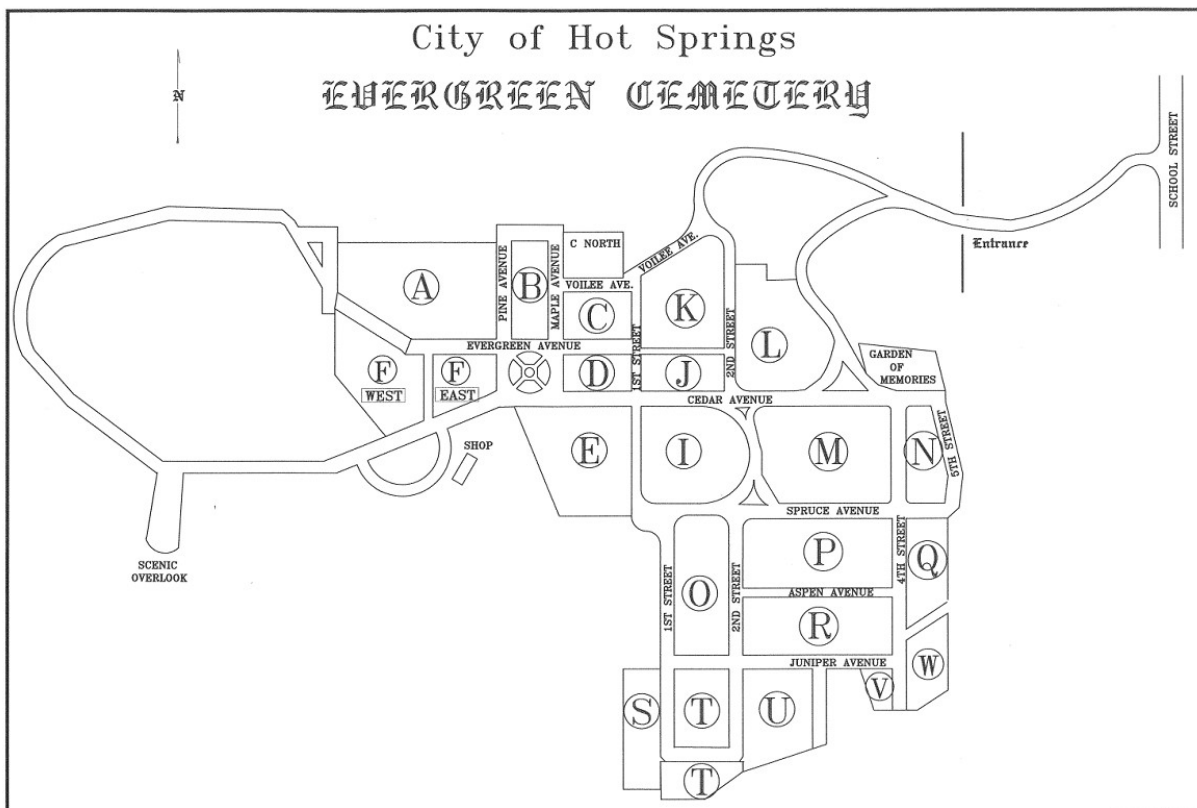 City of Hot Springs
EVERGREEN CEMETERY
N
SCHOOL STREET
Entrance
C NORTH
VOILEE AVE.
PINE AVENUE
B
MAPLE AVENUE
VOILEE AVE.
A
C
K
EVERGREEN AVENUE
1ST STREET
2ND STREET
L
GARDEN
OF
MEMORIES
F
WEST
F
EAST
D
J
CEDAR AVENUE
5TH STREET
SHOP
E
I
M
N
SPRUCE AVENUE
SCENIC
OVERLOOK
4TH STREET
P
Q
1ST STREET
O
2ND STREET
ASPEN AVENUE
R
JUNIPER AVENUE
W
V
S
T
U
T